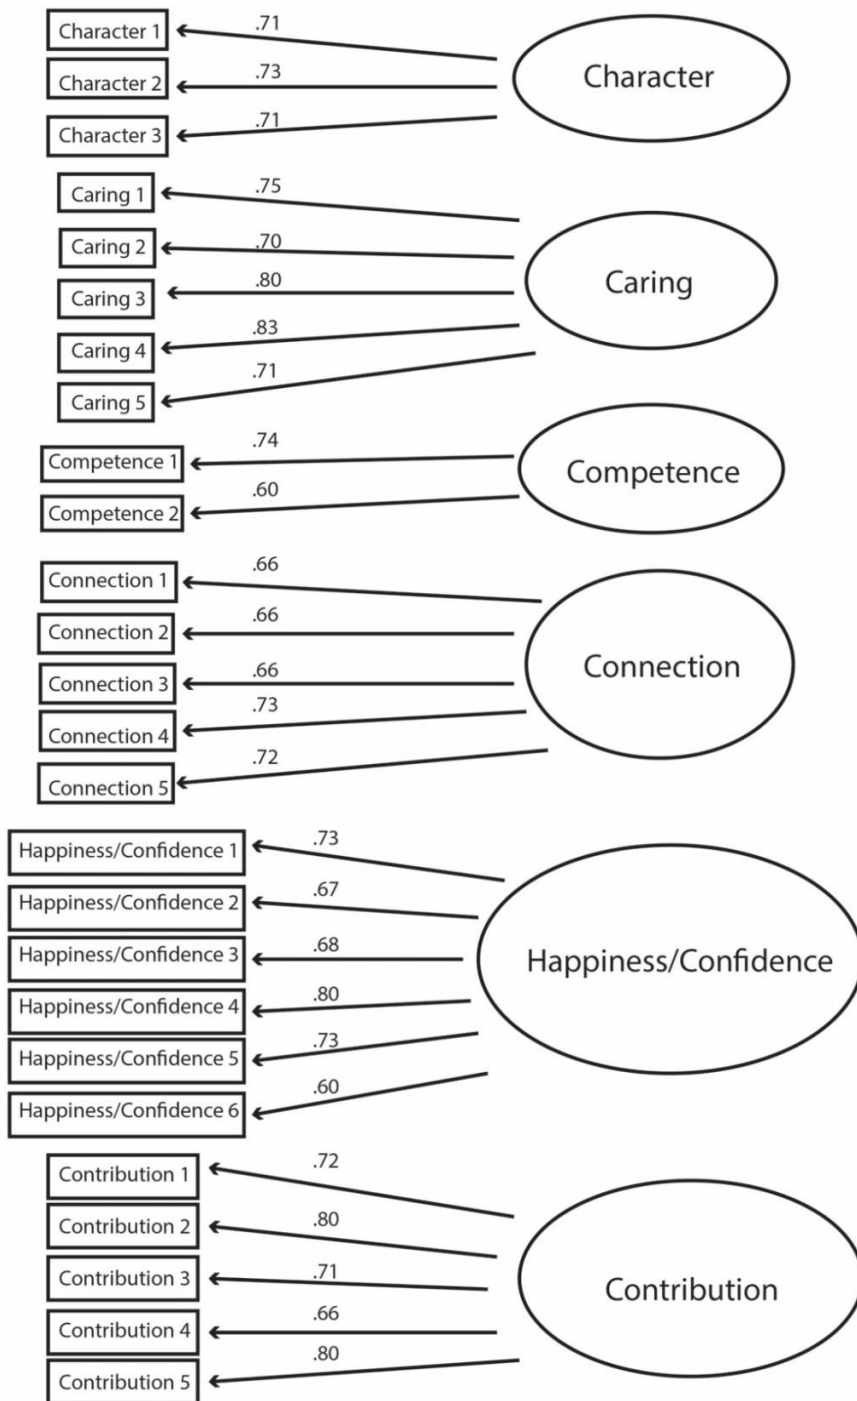 Character 1
.71
Character 2
.73
Character 3
.71
Character
Caring 1
.75
Caring 2
.70
Caring 3
.80
Caring 4
.83
Caring 5
.71
Caring
Competence 1
.74
Competence 2
.60
Competence
Connection 1
.66
Connection 2
.66
Connection 3
.66
Connection 4
.73
Connection 5
.72
Connection
Happiness/Confidence 1
.73
Happiness/Confidence 2
.67
Happiness/Confidence 3
.68
Happiness/Confidence 4
.80
Happiness/Confidence 5
.73
Happiness/Confidence 6
.60
Happiness/Confidence
Contribution 1
.72
Contribution 2
.80
Contribution 3
.71
Contribution 4
.66
Contribution 5
.80
Contribution